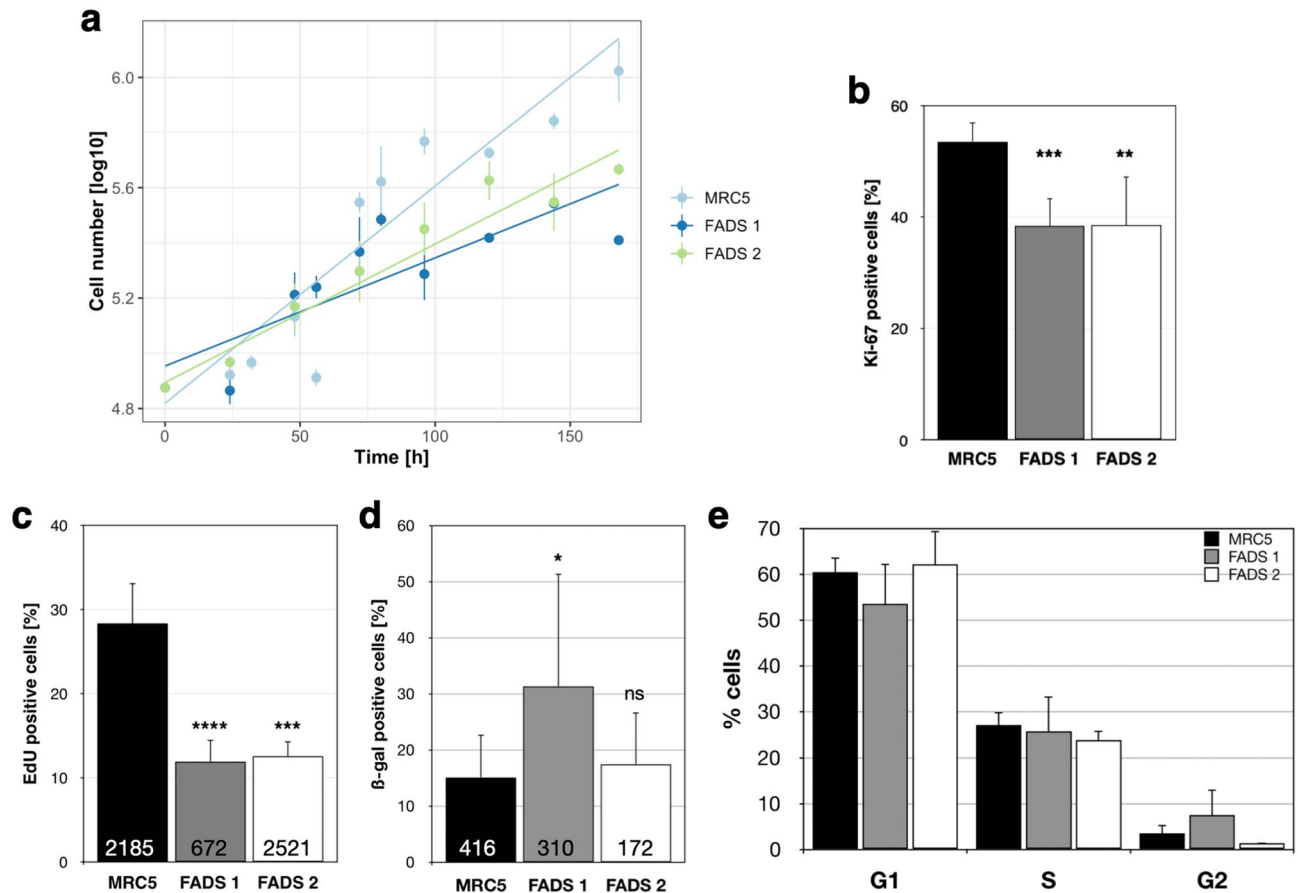 a
Cell number [log10]
6.0
5.6
5.2
4.8
0
50
100
150
Time [h]
MRC5
FADS 1
FADS 2
b
Ki-67 positive cells [%]
60
40
20
0
***
**
MRC5
FADS 1
FADS 2
c
EdU positive cells [%]
40
30
20
10
0
****
***
2185
672
2521
MRC5
FADS 1
FADS 2
d
ß-gal positive cells [%]
60
50
40
30
20
10
0
*
ns
416
310
172
MRC5
FADS 1
FADS 2
e
% cells
70
60
50
40
30
20
10
0
MRC5
FADS 1
FADS 2
G1
S
G2